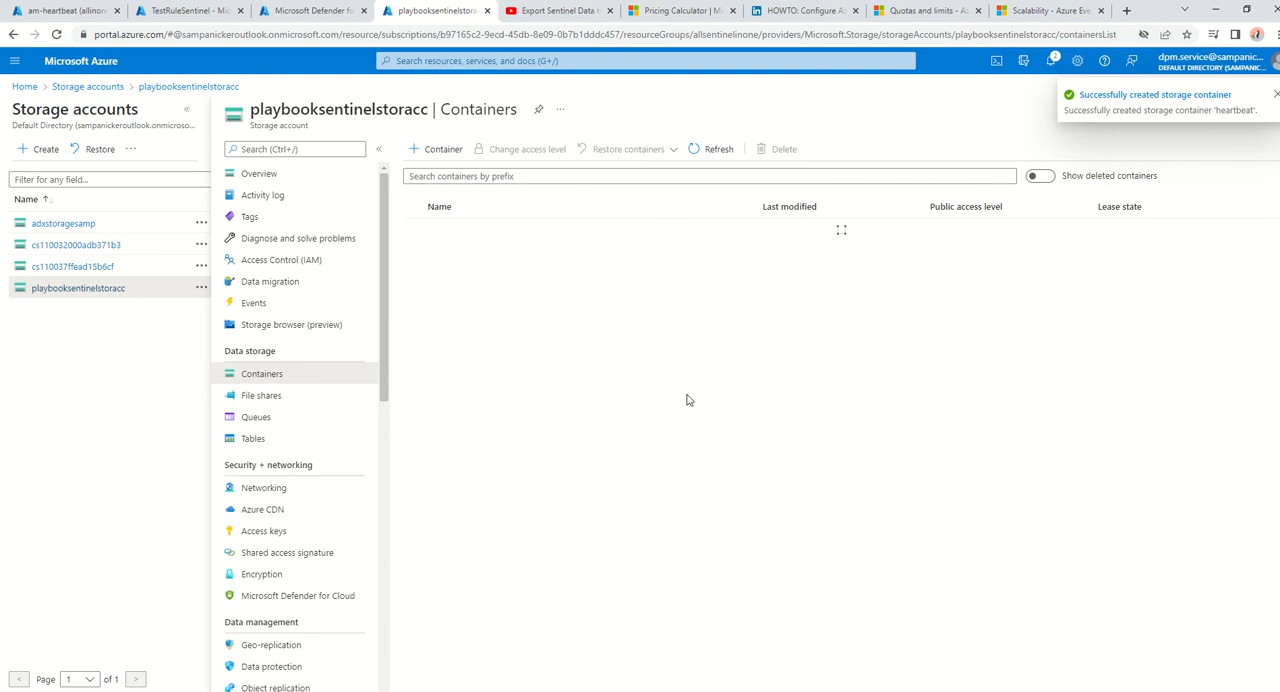 am-heartbeat (allinone
TestRuleSentinel - Mic
Microsoft Defender fo
playbooksentinelstorac
Export Sentinel Data to
Pricing Calculator | Mi
HOWTO: Configure Az
Quotas and limits - Az
Scalability - Azure Eve
portal.azure.com/#@sampanickeroutlook.onmicrosoft.com/resource/subscriptions/b97165c2-9ecd-45db-8e09-0b7b1dddc457/resourceGroups/allsentinelone/providers/Microsoft.Storage/storageAccounts/playbooksentinelstoracc/containersList
Microsoft Azure
Search resources, services, and docs (G+/)
2
dpm.service@sampanic...
DEFAULT DIRECTORY (SAMPANIC...
Home > Storage accounts > playbooksentinelstoracc
Storage accounts
Default Directory (sampanickeroutlook.onmicroso...
+ Create
Restore
Filter for any field...
Name ↑↓
adxstoragesamp
cs110032000adb371b3
cs110037ffead15b6cf
playbooksentinelstoracc
Page 1 of 1
playbooksentinelstoracc | Containers
Storage account
Search (Ctrl+/)
Overview
Activity log
Tags
Diagnose and solve problems
Access Control (IAM)
Data migration
Events
Storage browser (preview)
Data storage
Containers
File shares
Queues
Tables
Security + networking
Networking
Azure CDN
Access keys
Shared access signature
Encryption
Microsoft Defender for Cloud
Data management
Geo-replication
Data protection
Object replication
+ Container
Change access level
Restore containers
Refresh
Delete
Search containers by prefix
Show deleted containers
Name
Last modified
Public access level
Lease state
Successfully created storage container
Successfully created storage container 'heartbeat'.